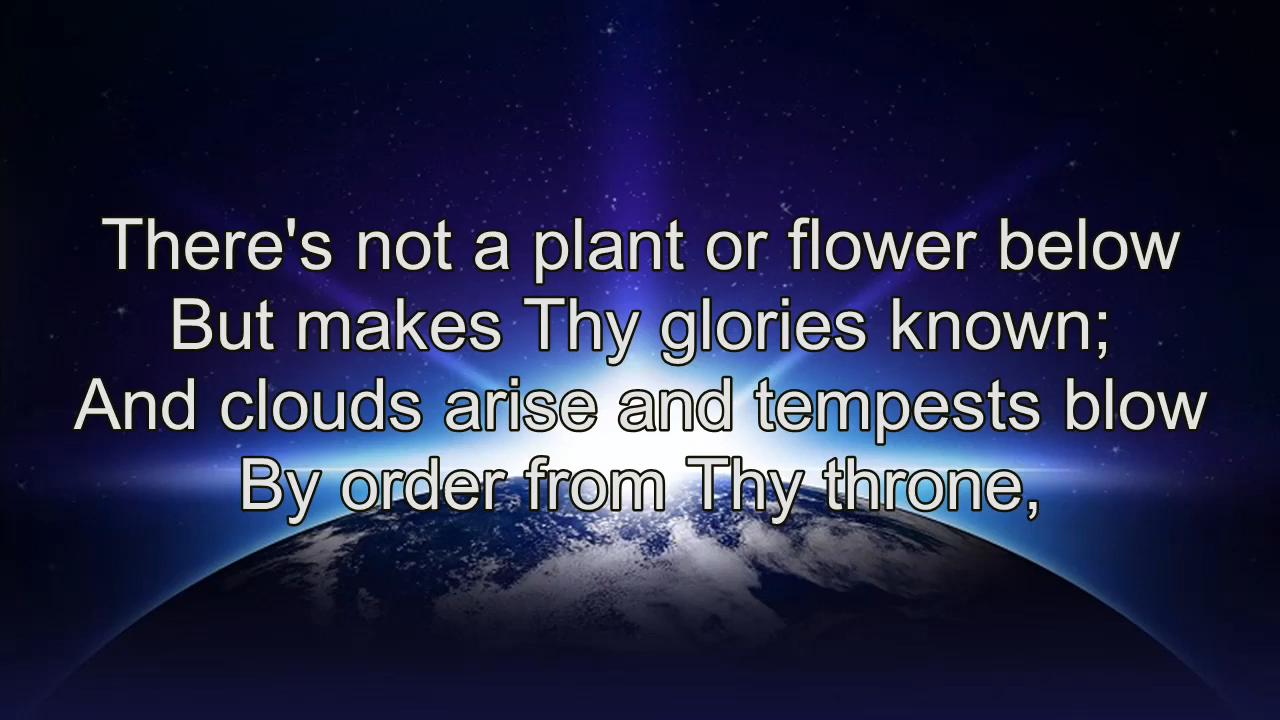 There's not a plant or flower below
But makes Thy glories known;
And clouds arise and tempests blow
By order from Thy throne,